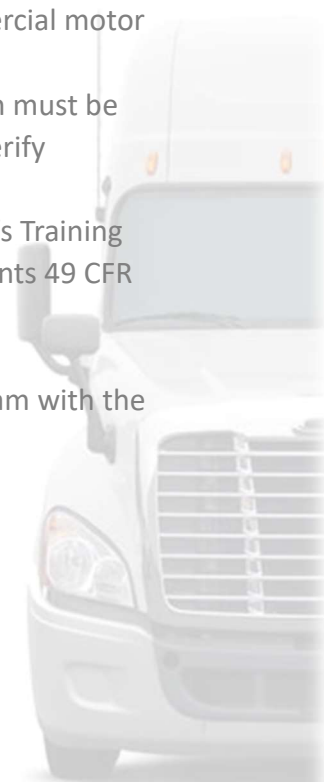 ercial motor
n must be
erify
s Training
nts 49 CFR
am with the